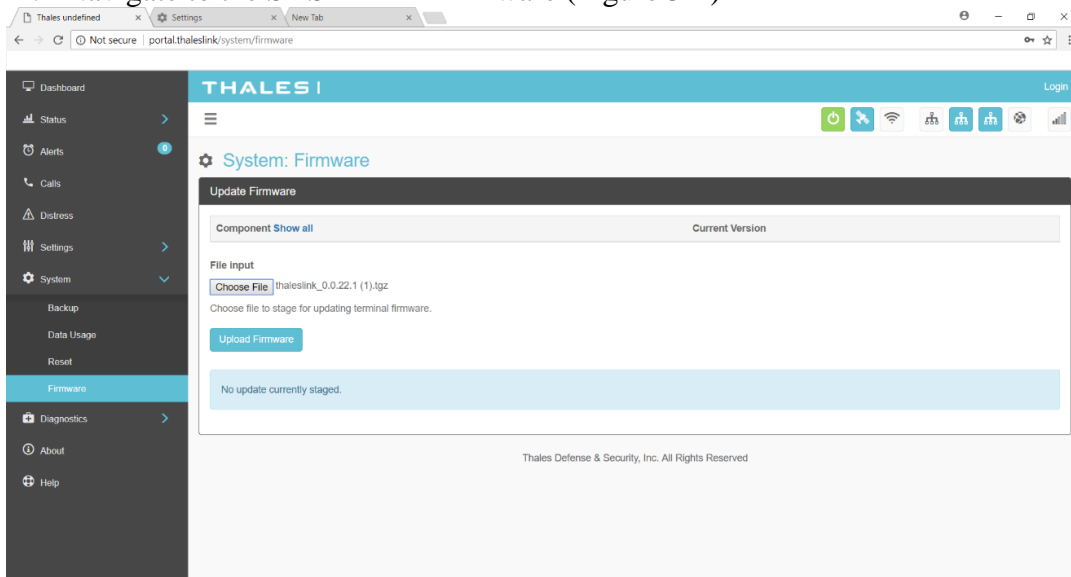 Thales undefined
Settings
New Tab
Not secure | portal.thaleslink/system/firmware
Dashboard
THALES
Login
Status
Alerts
0
Calls
System: Firmware
Update Firmware
Distress
Component Show all
Current Version
Settings
File input
System
Choose File thaleslink_0.0.22.1 (1).tgz
Backup
Choose file to stage for updating terminal firmware.
Data Usage
Upload Firmware
Reset
Firmware
No update currently staged.
Diagnostics
About
Thales Defense & Security, Inc. All Rights Reserved
Help